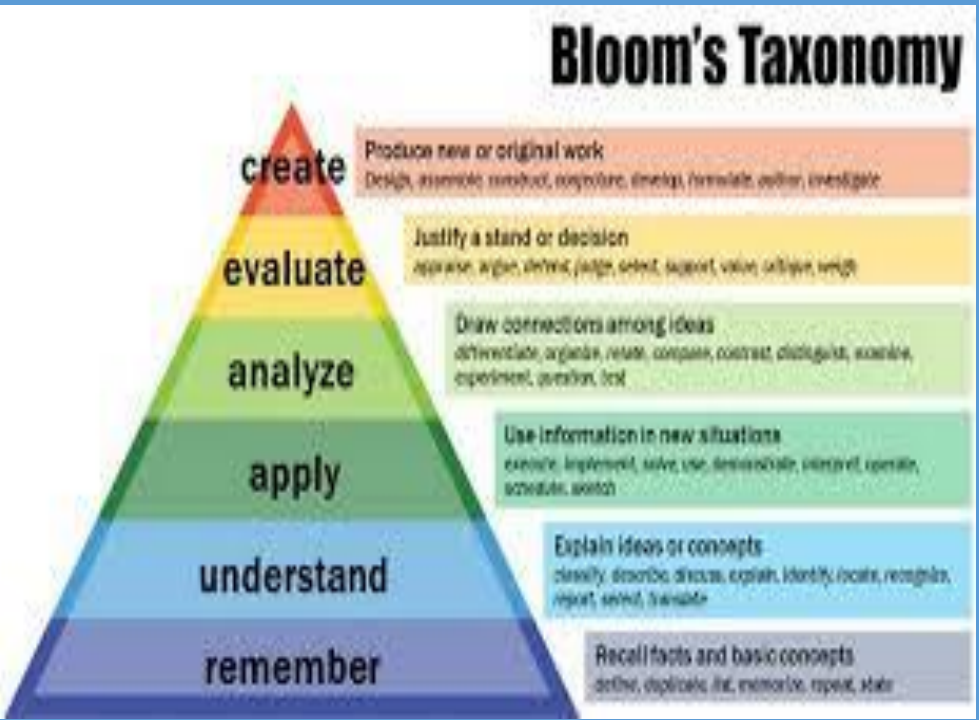 Bloom's Taxonomy
create
Produce new or original work
Design, assemble, construct, conjecture, develop, formulate, author, investigate
evaluate
Justify a stand or decision
appraise, argue, defend, judge, select, support, value, critique, weigh
analyze
Draw connections among ideas
differentiate, organize, relate, compare, contrast, distinguish, examine,
experiment, question, test
apply
Use information in new situations
execute, implement, solve, use, demonstrate, interpret, operate,
schedule, sketch
understand
Explain ideas or concepts
classify, describe, discuss, explain, identify, locate, recognize,
report, select, translate
remember
Recall facts and basic concepts
define, duplicate, list, memorize, repeat, state